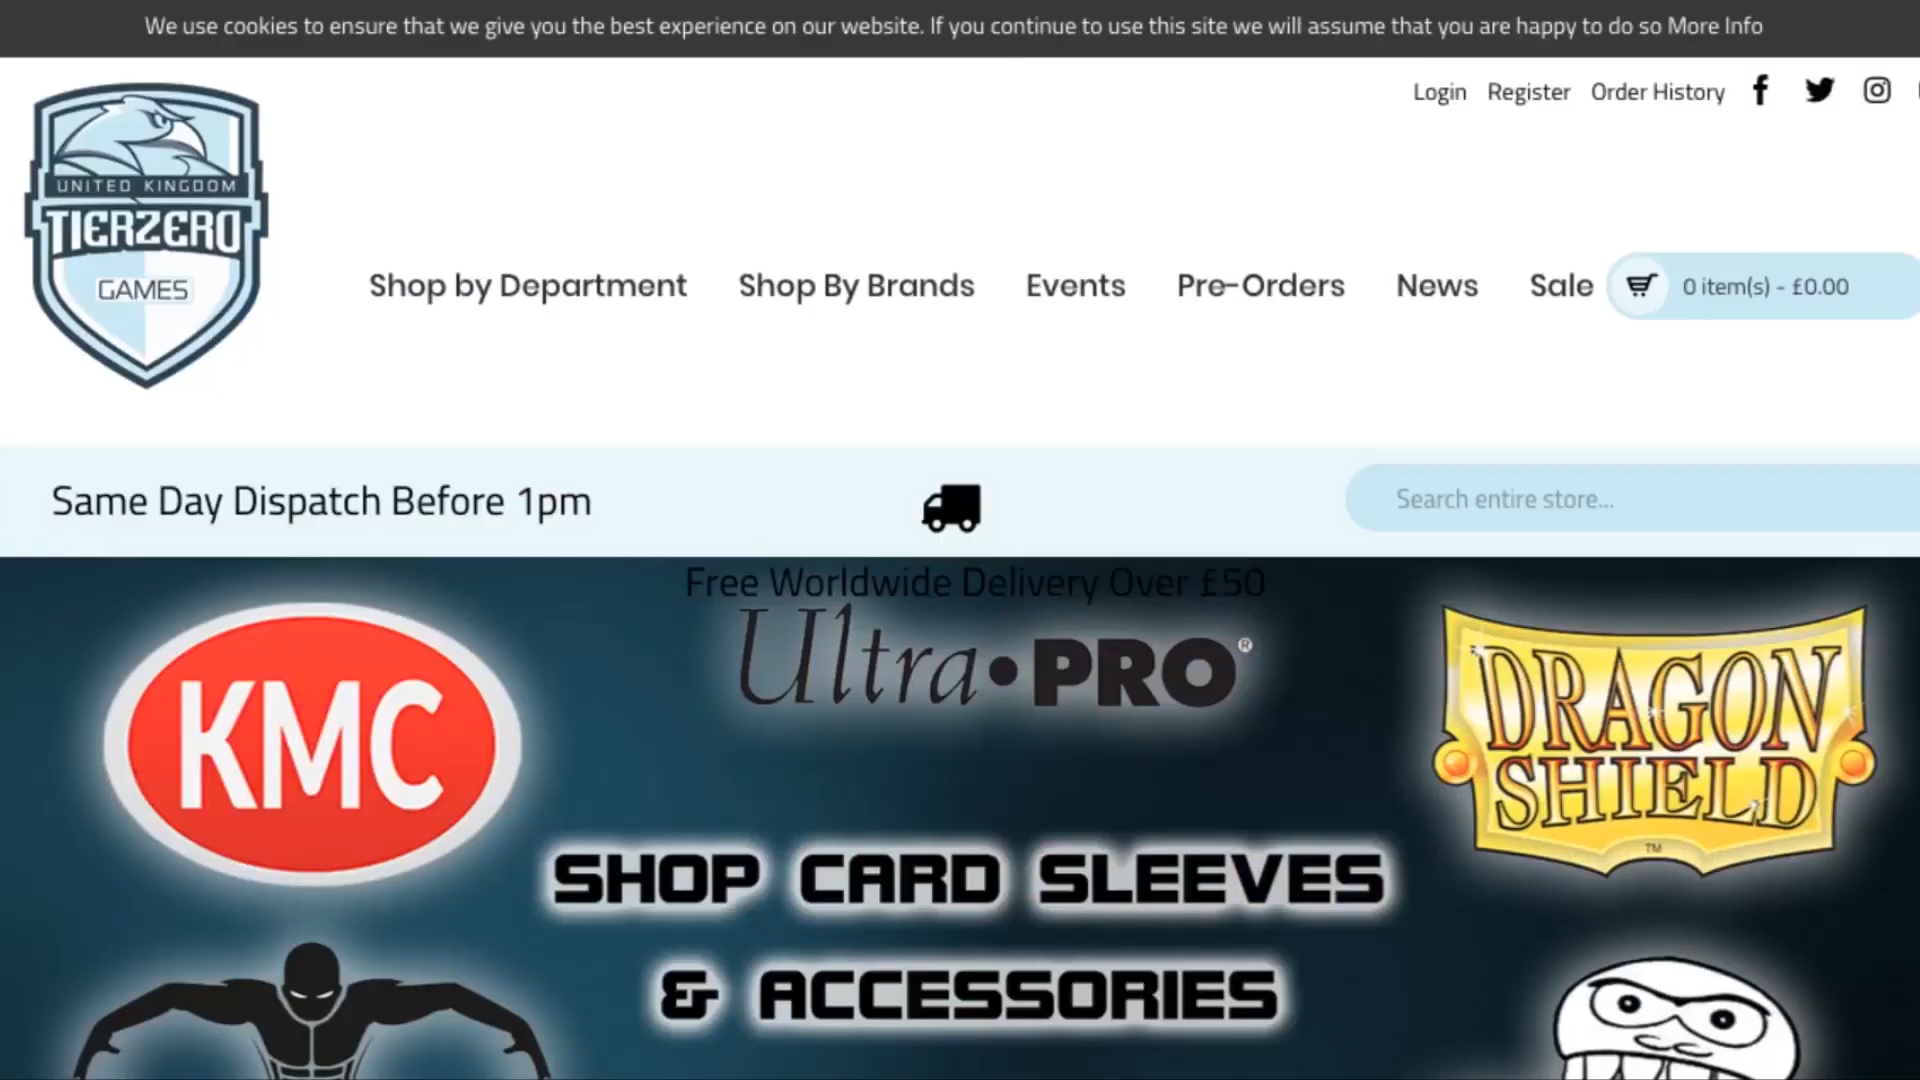 We use cookies to ensure that we give you the best experience on our website. If you continue to use this site we will assume that you are happy to do so More Info
Login Register Order History
UNITED KINGDOM
TIERZERO
GAMES
Shop by Department Shop By Brands Events Pre-Orders News Sale 0 item(s) - £0.00
Same Day Dispatch Before 1pm
Search entire store...
Free Worldwide Delivery Over £50
KMC
Ultra•PRO®
DRAGON
SHIELD
TM
SHOP CARD SLEEVES
& ACCESSORIES